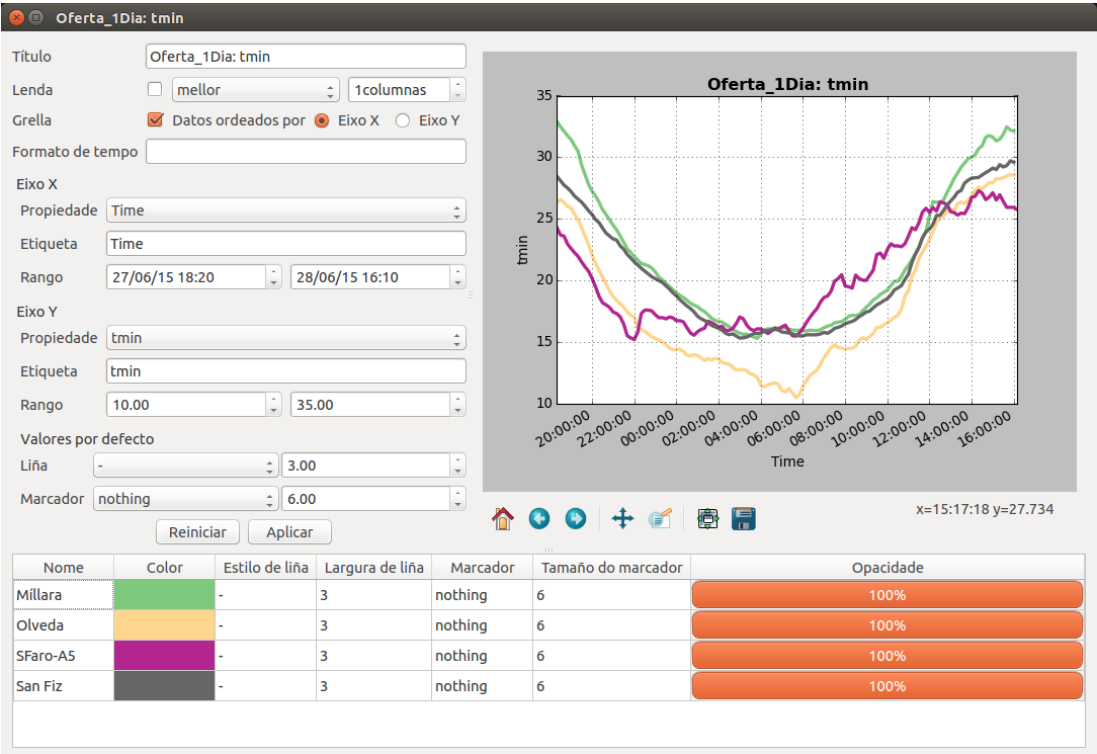 Oferta_1Dia: tmin
Título Oferta_1Dia: tmin
Lenda mellor 1columnas
Grella Datos ordeados por Eixo X Eixo Y
Formato de tempo
Eixo X
Propiedade Time
Etiqueta Time
Rango 27/06/15 18:20 28/06/15 16:10
Eixo Y
Propiedade tmin
Etiqueta tmin
Rango 10.00 35.00
Valores por defecto
Liña - 3.00
Marcador nothing 6.00
Reiniciar Aplicar
Oferta_1Dia: tmin
35
30
25
20
15
10
tmin
20:00:00 22:00:00 00:00:00 02:00:00 04:00:00 06:00:00 08:00:00 10:00:00 12:00:00 14:00:00 16:00:00
Time
x=15:17:18 y=27.734
Nome Color Estilo de liña Largura de liña Marcador Tamaño do marcador Opacidade
Míllara - 3 nothing 6 100%
Olveda - 3 nothing 6 100%
SFaro-A5 - 3 nothing 6 100%
San Fiz - 3 nothing 6 100%